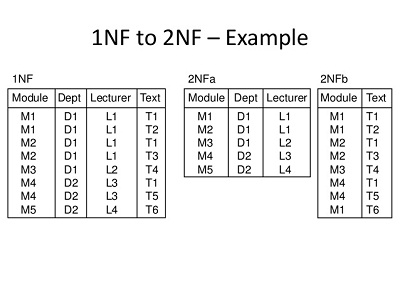 1NF to 2NF – Example
1NF
Module Dept Lecturer Text
M1 D1 L1 T1
M1 D1 L1 T2
M2 D1 L1 T1
M2 D1 L1 T3
M3 D1 L2 T4
M4 D2 L3 T1
M4 D2 L3 T5
M5 D2 L4 T6
2NFa
Module Dept Lecturer
M1 D1 L1
M2 D1 L1
M3 D1 L2
M4 D2 L3
M5 D2 L4
2NFb
Module Text
M1 T1
M1 T2
M2 T1
M2 T3
M3 T4
M4 T1
M4 T5
M1 T6